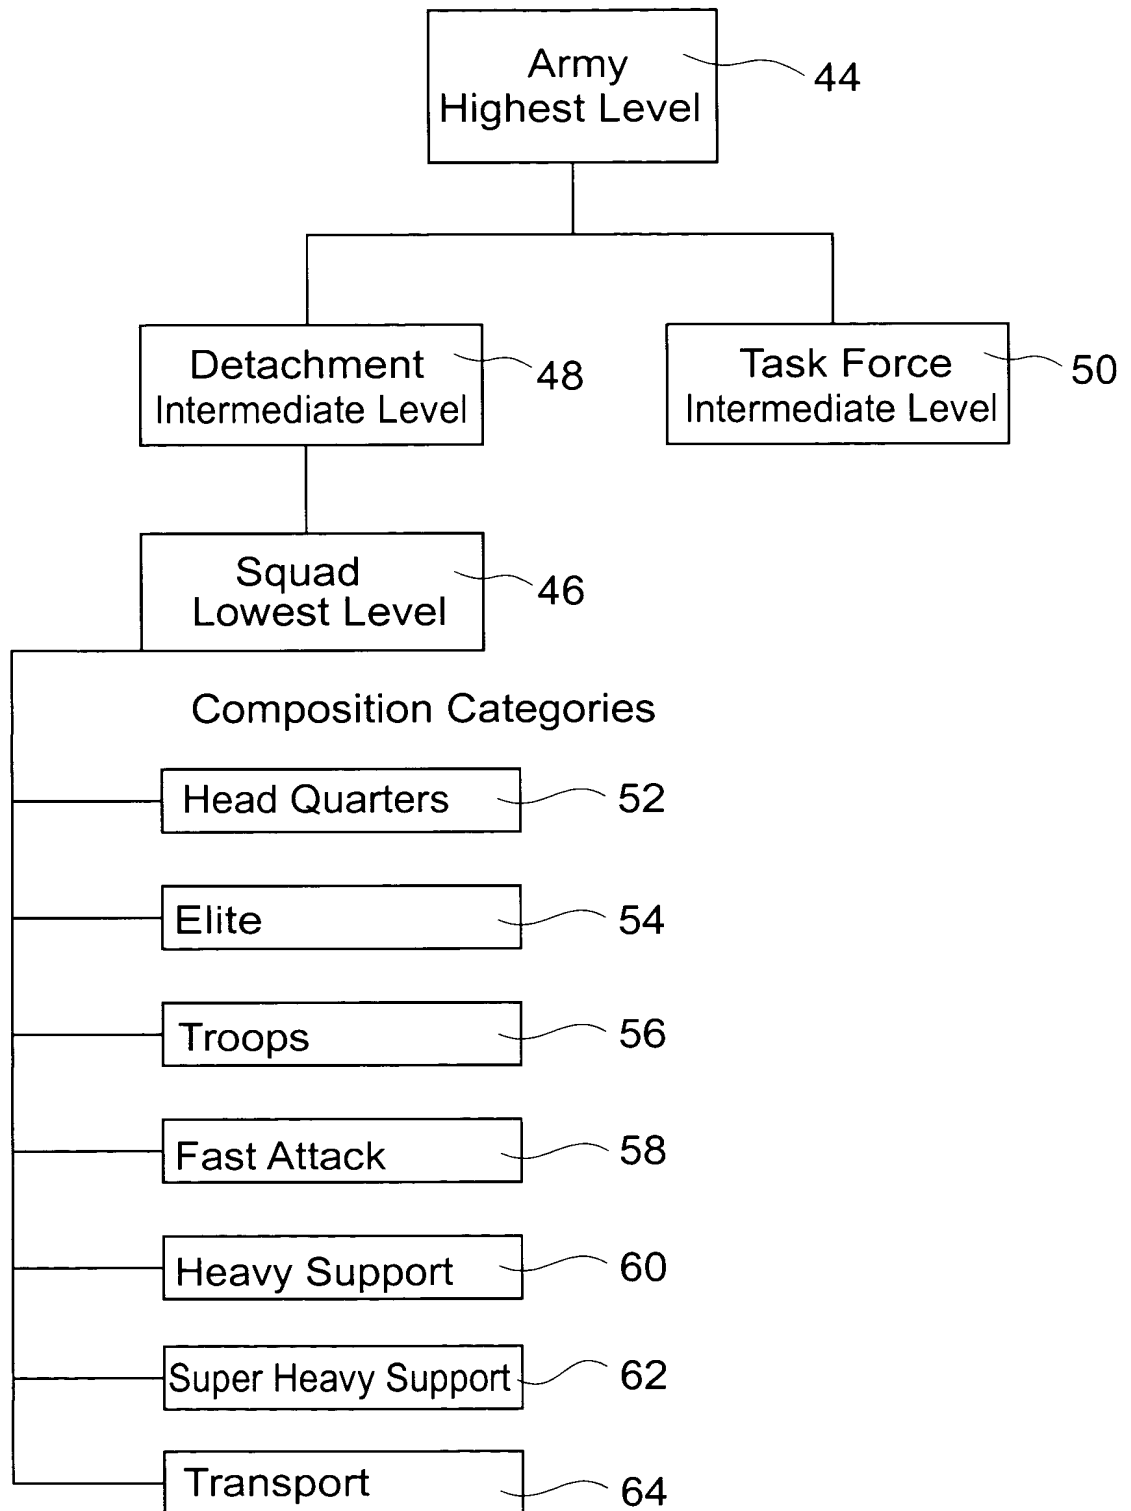 Army
Highest Level
44
Detachment
Intermediate Level
48
Task Force
Intermediate Level
50
Squad
Lowest Level
46
Composition Categories
Head Quarters
52
Elite
54
Troops
56
Fast Attack
58
Heavy Support
60
Super Heavy Support
62
Transport
64